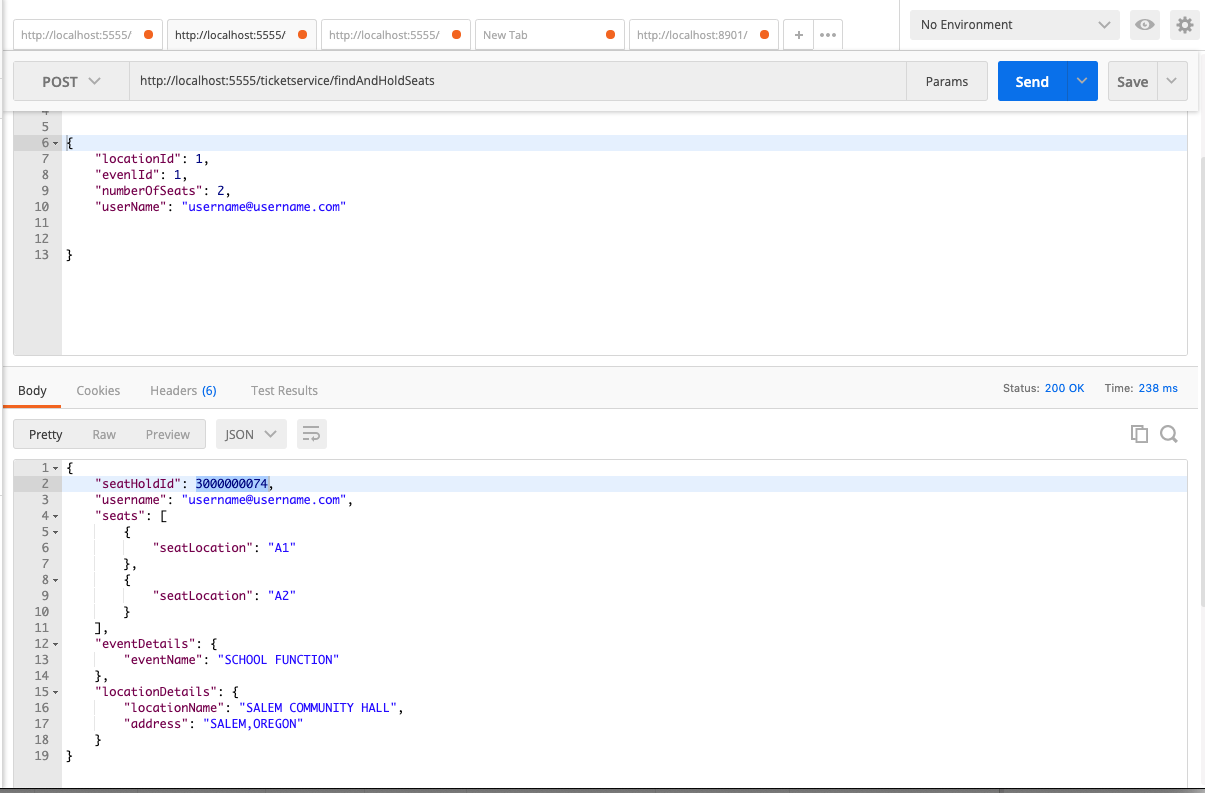 http://localhost:5555/ http://localhost:5555/ http://localhost:5555/ New Tab http://localhost:8901/ + ••• No Environment
POST http://localhost:5555/ticketservice/findAndHoldSeats Params Send Save
4
5
6 {
7 "locationId": 1,
8 "evenlId": 1,
9 "numberOfSeats": 2,
10 "userName": "username@username.com"
11
12
13 }
Body Cookies Headers (6) Test Results Status: 200 OK Time: 238 ms
Pretty Raw Preview JSON
1 {
2 "seatHoldId": 3000000074,
3 "username": "username@username.com",
4 "seats": [
5 {
6 "seatLocation": "A1"
7 },
8 {
9 "seatLocation": "A2"
10 }
11 ],
12 "eventDetails": {
13 "eventName": "SCHOOL FUNCTION"
14 },
15 "locationDetails": {
16 "locationName": "SALEM COMMUNITY HALL",
17 "address": "SALEM,OREGON"
18 }
19 }